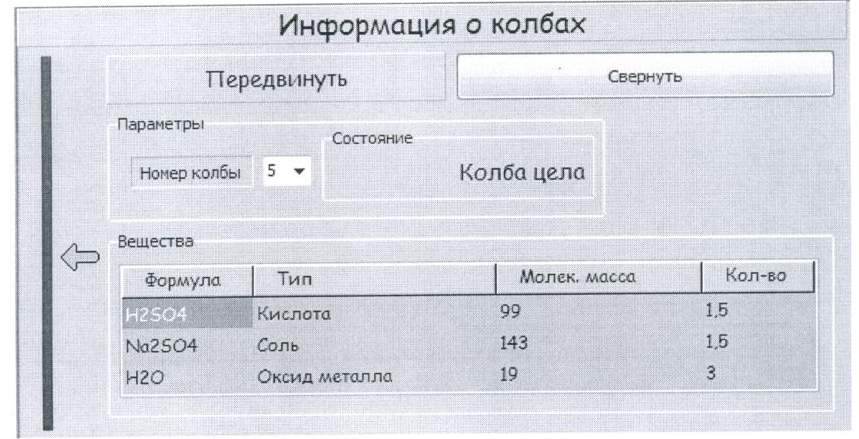 Информация о колбах
Передвинуть Свернуть
Параметры
Состояние
Номер колбы 5 Колба цела
Вещества
Формула Тип Молек. масса Кол-во
H2SO4 Кислота 99 1,5
Na2SO4 Соль 143 1,5
H2O Оксид металла 19 3